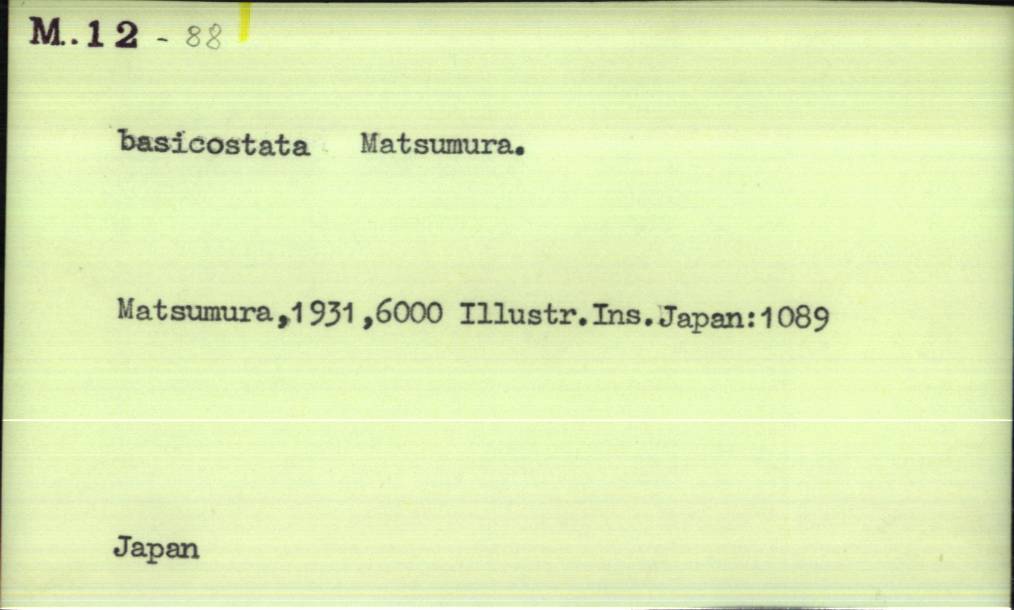 M..12 - 88
basicostata Matsumura.
Matsumura,1931,6000 Illustr.Ins.Japan:1089
Japan